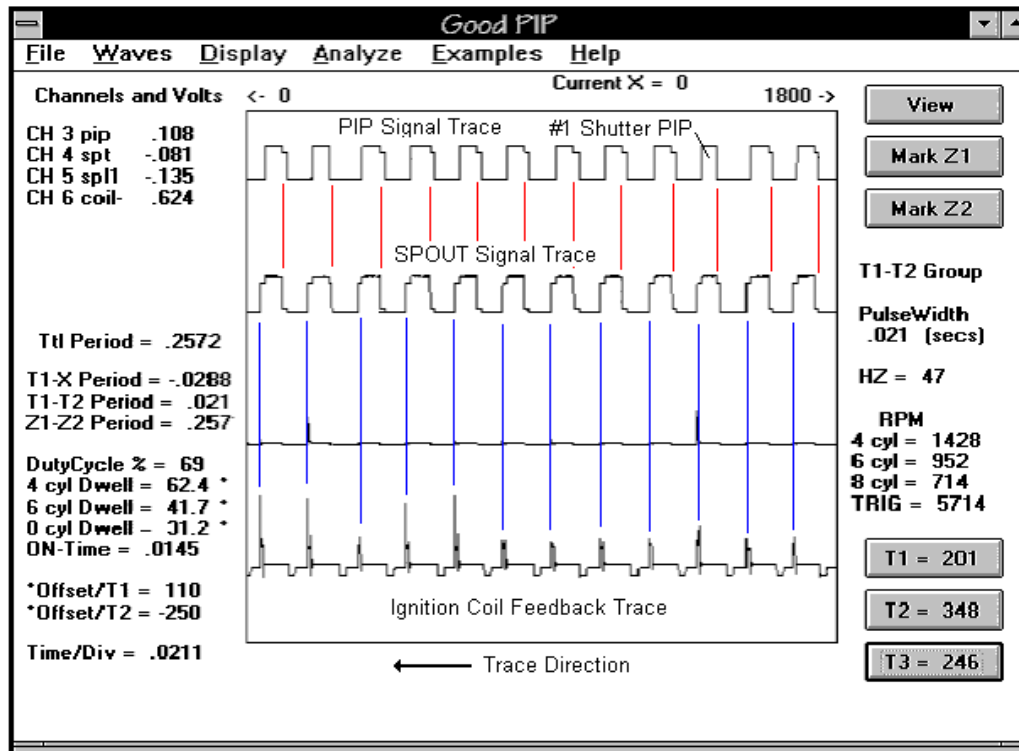 Good PIP
File Waves Display Analyze Examples Help
Channels and Volts
CH 3 pip .108
CH 4 spt -.081
CH 5 spl1 -.135
CH 6 coil- .624
Ttl Period = .2572
T1-X Period = -.0288
T1-T2 Period = .021
Z1-Z2 Period = .257
DutyCycle % = 69
4 cyl Dwell = 62.4 *
6 cyl Dwell = 41.7 *
0 cyl Dwell = 31.2 *
ON-Time = .0145
*Offset/T1 = 110
*Offset/T2 = -250
Time/Div = .0211
<- 0
Current X = 0
1800 ->
PIP Signal Trace
#1 Shutter PIP
SPOUT Signal Trace
Ignition Coil Feedback Trace
Trace Direction
View
Mark Z1
Mark Z2
T1-T2 Group
PulseWidth
.021 (secs)
HZ = 47
RPM
4 cyl = 1428
6 cyl = 952
8 cyl = 714
TRIG = 5714
T1 = 201
T2 = 348
T3 = 246